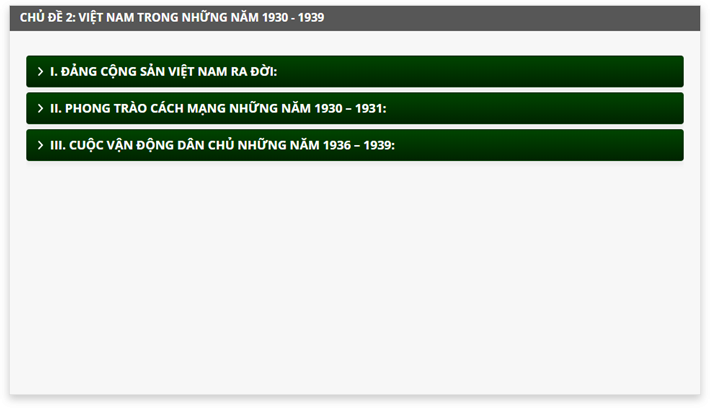 CHỦ ĐỀ 2: VIỆT NAM TRONG NHỮNG NĂM 1930 - 1939
I. ĐẢNG CỘNG SẢN VIỆT NAM RA ĐỜI:
II. PHONG TRÀO CÁCH MẠNG NHỮNG NĂM 1930 – 1931:
III. CUỘC VẬN ĐỘNG DÂN CHỦ NHỮNG NĂM 1936 – 1939: